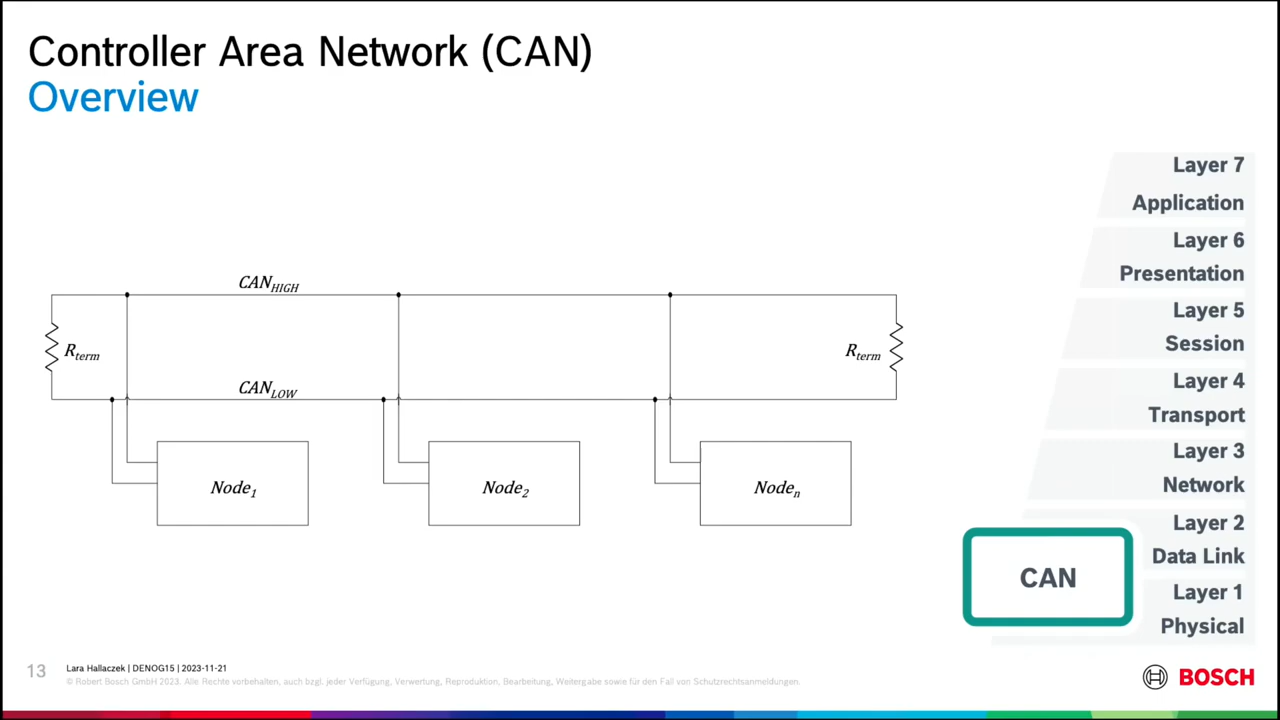 Controller Area Network (CAN)
Overview
CAN_HIGH
R_term
R_term
CAN_LOW
Node_1
Node_2
Node_n
Layer 7
Application
Layer 6
Presentation
Layer 5
Session
Layer 4
Transport
Layer 3
Network
Layer 2
Data Link
Layer 1
Physical
CAN
13
Lara Hallaczek | DENOG15 | 2023-11-21
© Robert Bosch GmbH 2023. Alle Rechte vorbehalten, auch bzgl. jeder Verfügung, Verwertung, Reproduktion, Bearbeitung, Weitergabe sowie für den Fall von Schutzrechtsanmeldungen.
BOSCH